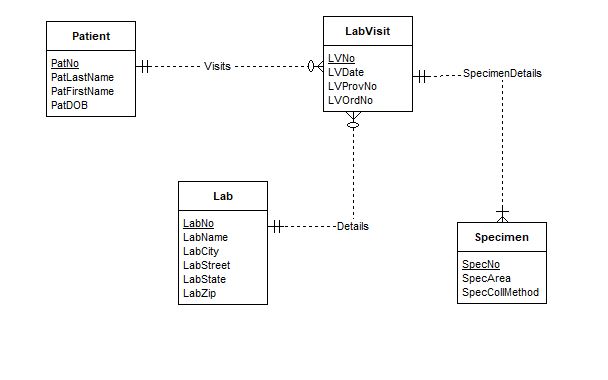 Patient
PatNo
PatLastName
PatFirstName
PatDOB
Visits
LabVisit
LVNo
LVDate
LVProvNo
LVOrdNo
SpecimenDetails
Lab
LabNo
LabName
LabCity
LabStreet
LabState
LabZip
Details
Specimen
SpecNo
SpecArea
SpecCollMethod